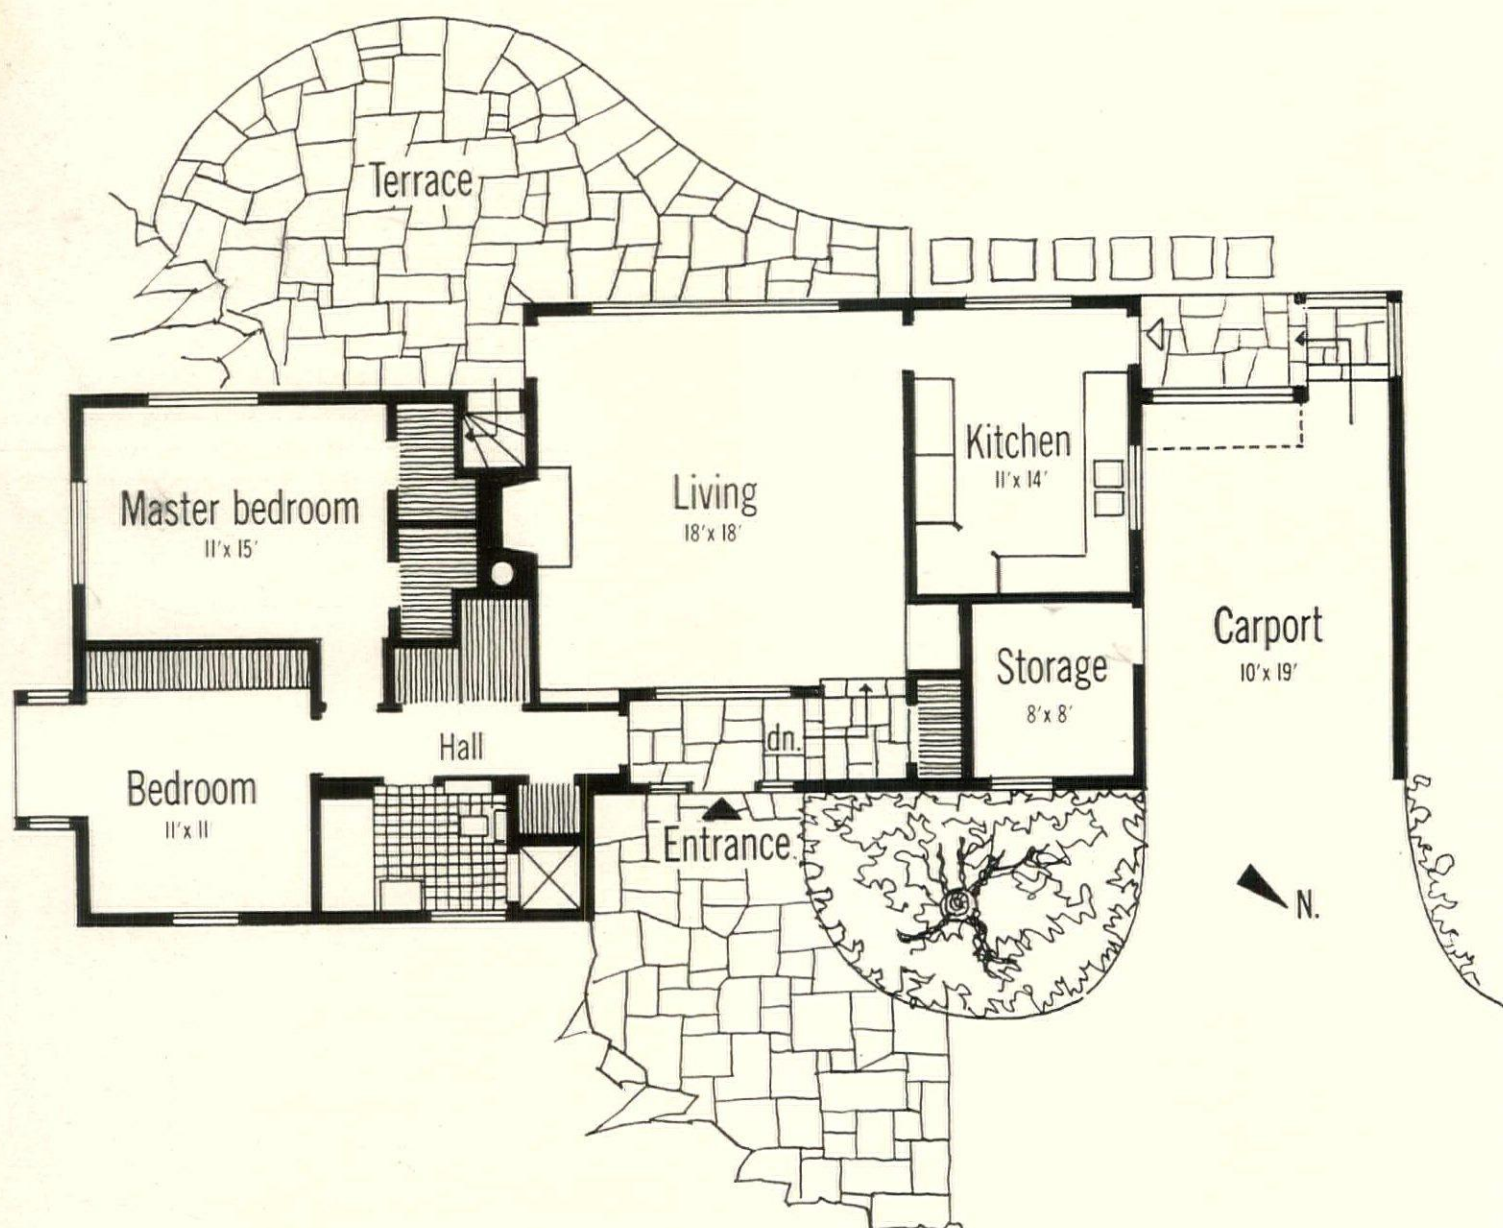 Terrace
Master bedroom
11'x 15'
Living
18'x 18'
Kitchen
11'x 14'
Carport
10'x 19'
Storage
8'x 8'
Hall
dn.
Bedroom
11'x 11'
Entrance
N.